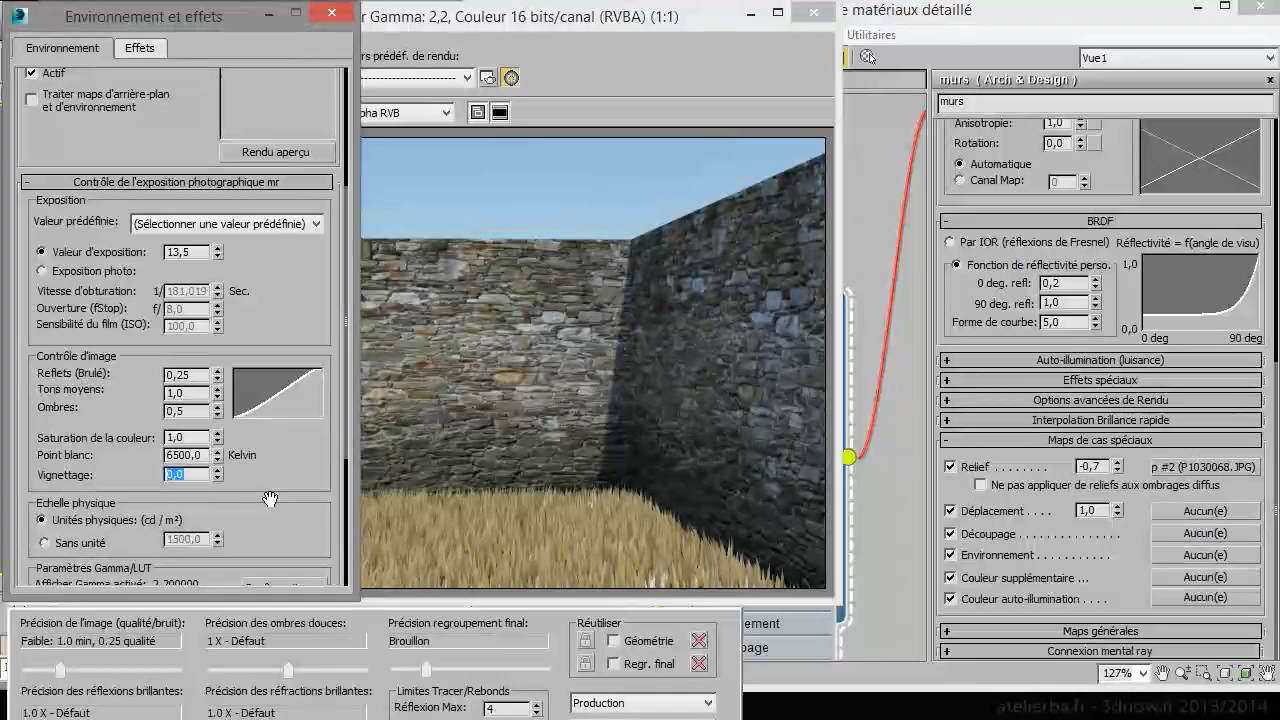 Environnement et effets
Environnement
Effets
Actif
Traiter maps d'arrière-plan
et d'environnement
Rendu aperçu
- Contrôle de l'exposition photographique mr
Exposition
Valeur prédéfinie: (Sélectionner une valeur prédéfinie)
Valeur d'exposition: 13,5
Exposition photo:
Vitesse d'obturation: 1/ 181,019 Sec.
Ouverture (fStop): f/ 8,0
Sensibilité du film (ISO): 100,0
Contrôle d'image
Reflets (Brulé): 0,25
Tons moyens: 1,0
Ombres: 0,5
Saturation de la couleur: 1,0
Point blanc: 6500,0 Kelvin
Vignettage: 0,0
Echelle physique
Unités physiques: (cd / m²)
Sans unité 1500,0
Paramètres Gamma/LUT
Afficher Gamma activé: 2,200000
r Gamma: 2,2, Couleur 16 bits/canal (RVBA) (1:1)
rs prédéf. de rendu:
pha RVB
e matériaux détaillé
Utilitaires
Vue1
murs ( Arch & Design )
murs
Anisotropie: 1,0
Rotation: 0,0
Automatique
Canal Map: 0
- BRDF
Par IOR (réflexions de Fresnel) Réflectivité = f(angle de visu)
Fonction de réflectivité perso. 1,0
0 deg. refl: 0,2
90 deg. refl: 1,0
Forme de courbe: 5,0 0,0
0 deg 90 deg
+ Auto-illumination (luisance)
+ Effets spéciaux
+ Options avancées de Rendu
+ Interpolation Brillance rapide
- Maps de cas spéciaux
Relief . . . . . . . . -0,7 p #2 (P1030068.JPG)
Ne pas appliquer de reliefs aux ombrages diffus
Déplacement . . . . 1,0 Aucun(e)
Découpage . . . . . . . . . . . . . . . Aucun(e)
Environnement . . . . . . . . . . . Aucun(e)
Couleur supplémentaire ... Aucun(e)
Couleur auto-illumination . . . . Aucun(e)
+ Maps générales
+ Connexion mental ray
127%
Précision de l'image (qualité/bruit):
Faible: 1.0 min, 0.25 qualité
Précision des ombres douces:
1 X - Défaut
Précision regroupement final:
Brouillon
Réutiliser
Géométrie
Regr. final
ement
page
Précision des réflexions brillantes:
1.0 X - Défaut
Précision des réfractions brillantes:
1.0 X - Défaut
Limites Tracer/Rebonds
Réflexion Max: 4
Production
atelierba.fr - 3dnow.fr 2013/2014